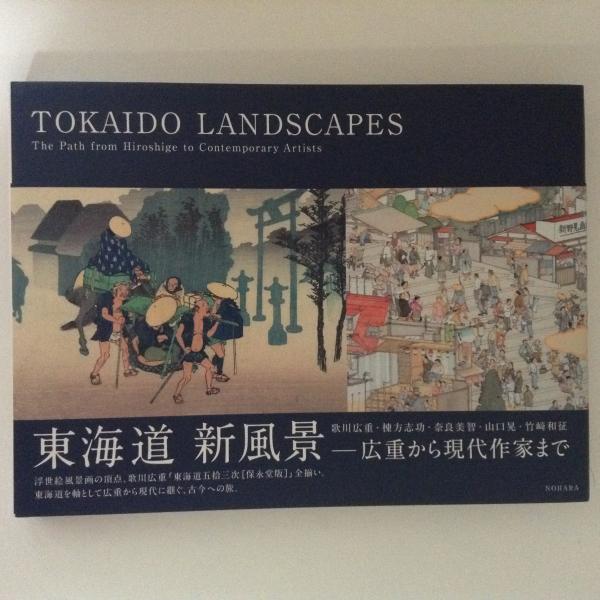 TOKAIDO LANDSCAPES
The Path from Hiroshige to Contemporary Artists
東海道 新風景
歌川広重・棟方志功・奈良美智・山口晃・竹﨑和征
―広重から現代作家まで
浮世絵風景画の頂点、歌川広重「東海道五拾三次[保永堂版]」全揃い。
東海道を軸として広重から現代に継ぐ、古今への旅。
NOHARA